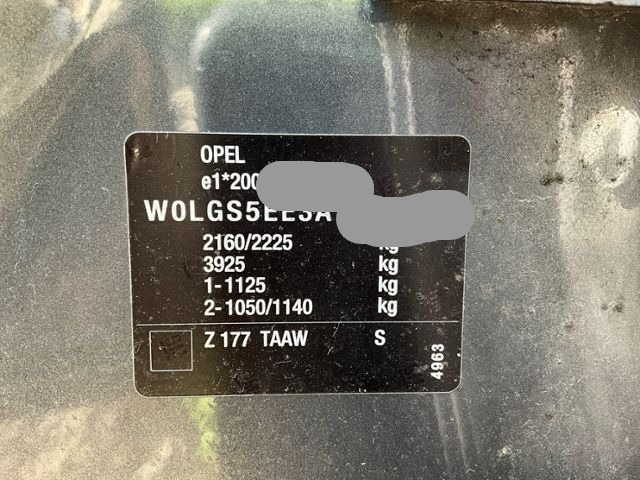 OPEL
e1*200
W0LGS5EE3A
2160/2225 kg
3925 kg
1-1125 kg
2-1050/1140 kg
Z 177 TAAW S
4963